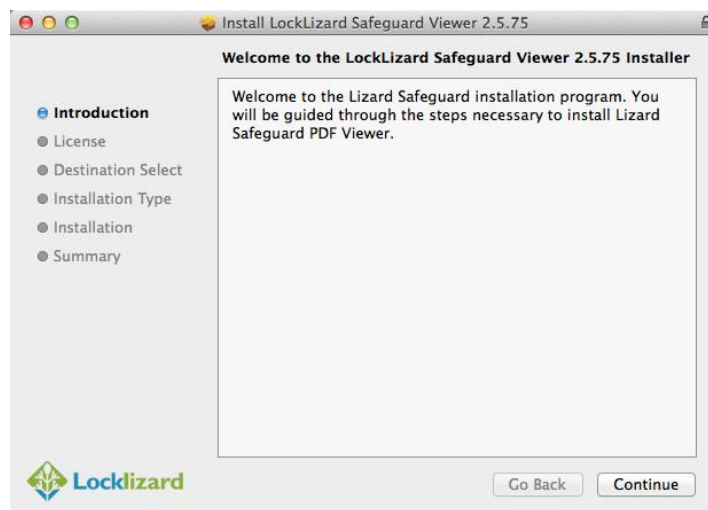 Install LockLizard Safeguard Viewer 2.5.75
Welcome to the LockLizard Safeguard Viewer 2.5.75 Installer
Introduction
License
Destination Select
Installation Type
Installation
Summary
Welcome to the Lizard Safeguard installation program. You
will be guided through the steps necessary to install Lizard
Safeguard PDF Viewer.
Locklizard
Go Back
Continue